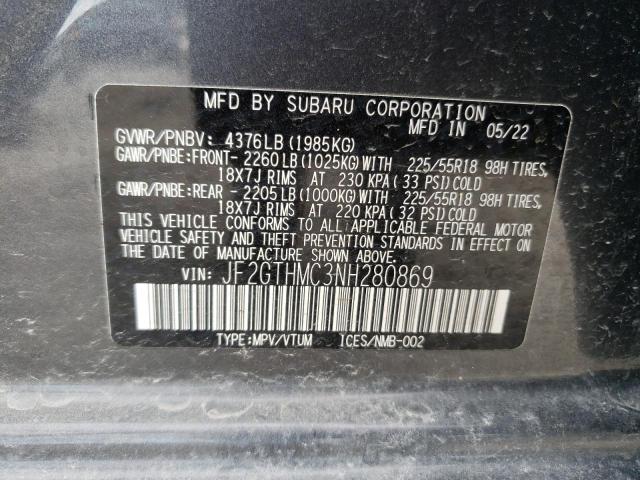 MFD BY SUBARU CORPORATION
MFD IN 05/22
GVWR/PNBV: 4376LB (1985KG)
GAWR/PNBE:FRONT- 2260 LB (1025KG) WITH 225/55R18 98H TIRES,
18X7J RIMS AT 230 KPA (33 PSI) COLD
GAWR/PNBE: REAR - 2205 LB (1000KG) WITH 225/55R18 98H TIRES,
18X7J RIMS AT 220 KPA (32 PSI) COLD
THIS VEHICLE CONFORMS TO ALL APPLICABLE FEDERAL MOTOR
VEHICLE SAFETY AND THEFT PREVENTION STANDARDS IN EFFECT ON
THE DATE OF MANUFACTURE SHOWN ABOVE.
VIN: JF2GTHMC3NH280869
TYPE:MPV/VTUM ICES/NMB-002